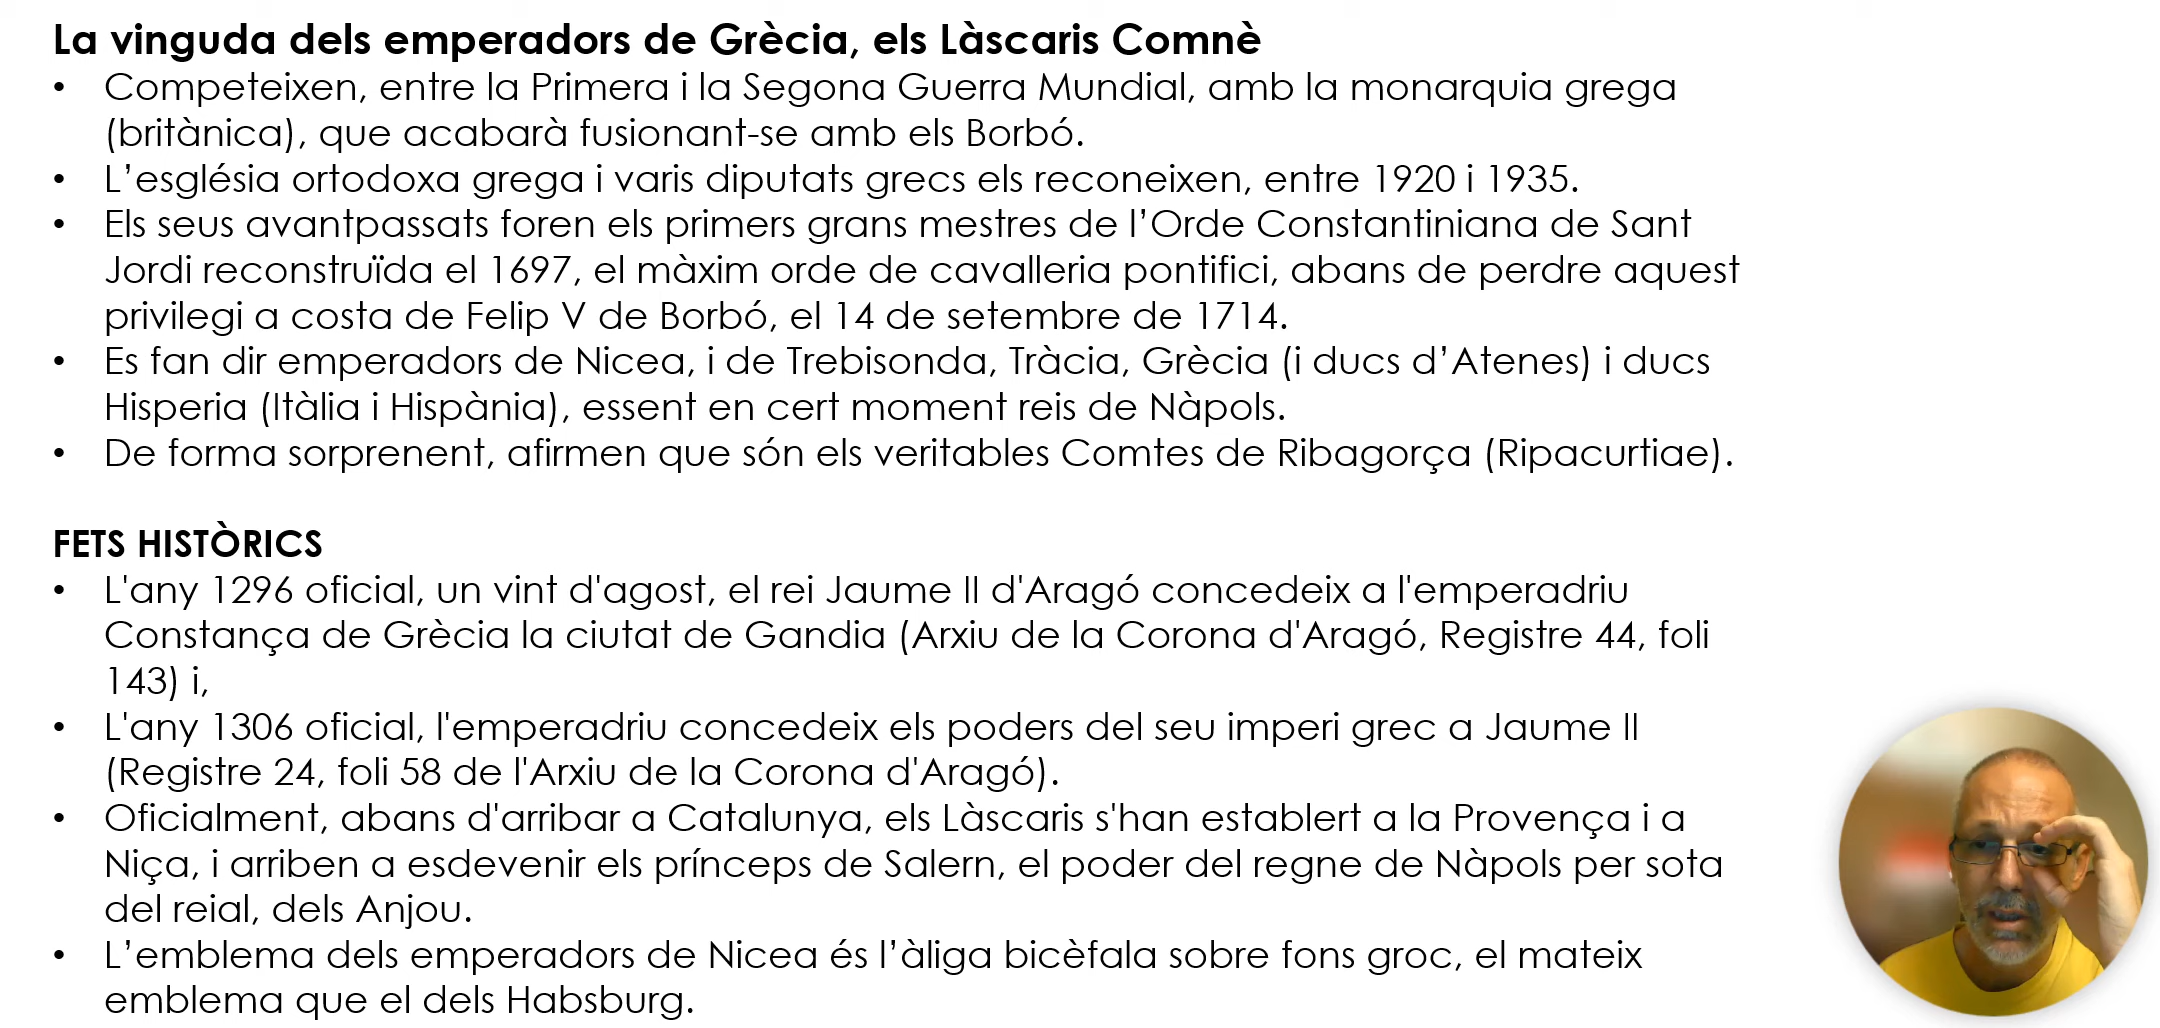 La vinguda dels emperadors de Grècia, els Làscaris Comnè
• Competeixen, entre la Primera i la Segona Guerra Mundial, amb la monarquia grega
(britànica), que acabarà fusionant-se amb els Borbó.
• L’església ortodoxa grega i varis diputats grecs els reconeixen, entre 1920 i 1935.
• Els seus avantpassats foren els primers grans mestres de l’Orde Constantiniana de Sant
Jordi reconstruïda el 1697, el màxim orde de cavalleria pontifici, abans de perdre aquest
privilegi a costa de Felip V de Borbó, el 14 de setembre de 1714.
• Es fan dir emperadors de Nicea, i de Trebisonda, Tràcia, Grècia (i ducs d’Atenes) i ducs
Hisperia (Itàlia i Hispània), essent en cert moment reis de Nàpols.
• De forma sorprenent, afirmen que són els veritables Comtes de Ribagorça (Ripacurtiae).
FETS HISTÒRICS
• L'any 1296 oficial, un vint d'agost, el rei Jaume II d'Aragó concedeix a l'emperadriu
Constança de Grècia la ciutat de Gandia (Arxiu de la Corona d'Aragó, Registre 44, foli
143) i,
• L'any 1306 oficial, l'emperadriu concedeix els poders del seu imperi grec a Jaume II
(Registre 24, foli 58 de l'Arxiu de la Corona d'Aragó).
• Oficialment, abans d'arribar a Catalunya, els Làscaris s'han establert a la Provença i a
Niça, i arriben a esdevenir els prínceps de Salern, el poder del regne de Nàpols per sota
del reial, dels Anjou.
• L’emblema dels emperadors de Nicea és l’àliga bicèfala sobre fons groc, el mateix
emblema que el dels Habsburg.